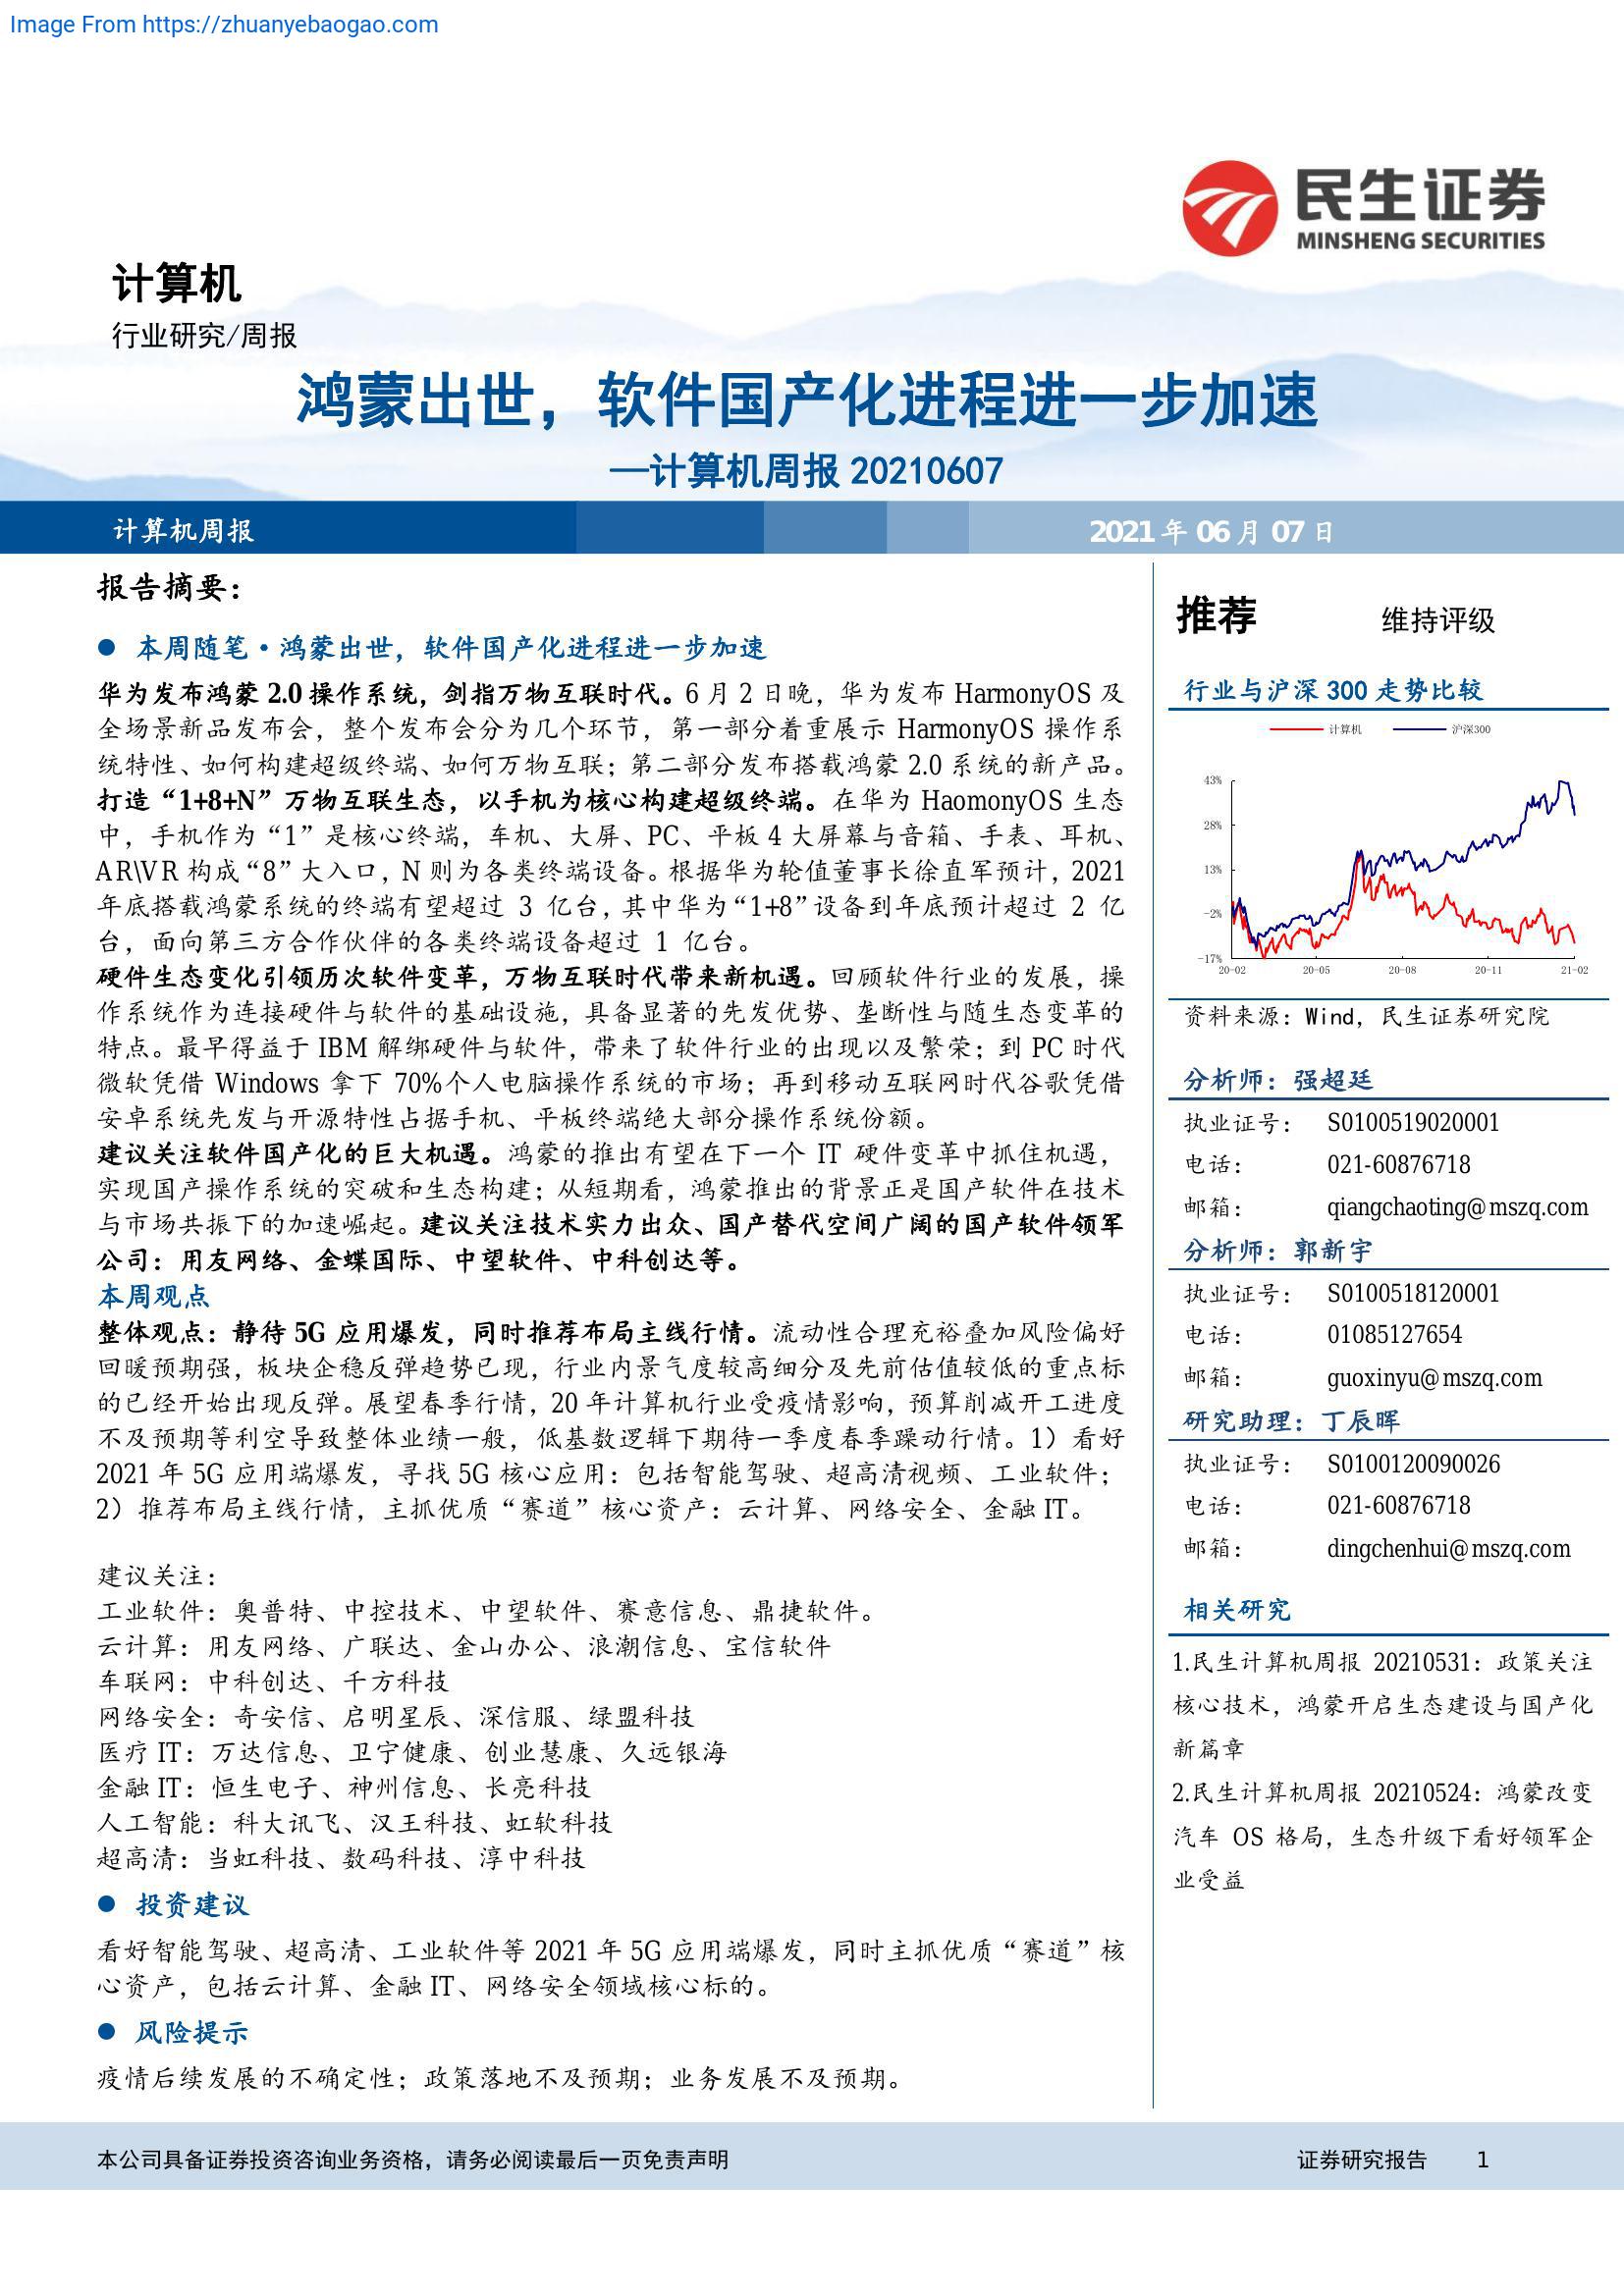 Image From https://zhuanyebaogao.com
民生证券
MINSHENG SECURITIES
计算机
行业研究/周报
鸿蒙出世，软件国产化进程进一步加速
—计算机周报 20210607
计算机周报
2021 年 06 月 07 日
报告摘要：
● 本周随笔·鸿蒙出世，软件国产化进程进一步加速
华为发布鸿蒙 2.0 操作系统，剑指万物互联时代。6 月 2 日晚，华为发布 HarmonyOS 及
全场景新品发布会，整个发布会分为几个环节，第一部分着重展示 HarmonyOS 操作系
统特性、如何构建超级终端、如何万物互联；第二部分发布搭载鸿蒙 2.0 系统的新产品。
打造“1+8+N”万物互联生态，以手机为核心构建超级终端。在华为 HaomonyOS 生态
中，手机作为“1”是核心终端，车机、大屏、PC、平板 4 大屏幕与音箱、手表、耳机、
AR\VR 构成“8”大入口，N 则为各类终端设备。根据华为轮值董事长徐直军预计，2021
年底搭载鸿蒙系统的终端有望超过 3 亿台，其中华为“1+8”设备到年底预计超过 2 亿
台，面向第三方合作伙伴的各类终端设备超过 1 亿台。
硬件生态变化引领历次软件变革，万物互联时代带来新机遇。回顾软件行业的发展，操
作系统作为连接硬件与软件的基础设施，具备显著的先发优势、垄断性与随生态变革的
特点。最早得益于 IBM 解绑硬件与软件，带来了软件行业的出现以及繁荣；到 PC 时代
微软凭借 Windows 拿下 70%个人电脑操作系统的市场；再到移动互联网时代谷歌凭借
安卓系统先发与开源特性占据手机、平板终端绝大部分操作系统份额。
建议关注软件国产化的巨大机遇。鸿蒙的推出有望在下一个 IT 硬件变革中抓住机遇，
实现国产操作系统的突破和生态构建；从短期看，鸿蒙推出的背景正是国产软件在技术
与市场共振下的加速崛起。建议关注技术实力出众、国产替代空间广阔的国产软件领军
公司：用友网络、金蝶国际、中望软件、中科创达等。
本周观点
整体观点：静待 5G 应用爆发，同时推荐布局主线行情。流动性合理充裕叠加风险偏好
回暖预期强，板块企稳反弹趋势已现，行业内景气度较高细分及先前估值较低的重点标
的已经开始出现反弹。展望春季行情，20 年计算机行业受疫情影响，预算削减开工进度
不及预期等利空导致整体业绩一般，低基数逻辑下期待一季度春季躁动行情。1）看好
2021 年 5G 应用端爆发，寻找 5G 核心应用：包括智能驾驶、超高清视频、工业软件；
2）推荐布局主线行情，主抓优质“赛道”核心资产：云计算、网络安全、金融 IT。
建议关注：
工业软件：奥普特、中控技术、中望软件、赛意信息、鼎捷软件。
云计算：用友网络、广联达、金山办公、浪潮信息、宝信软件
车联网：中科创达、千方科技
网络安全：奇安信、启明星辰、深信服、绿盟科技
医疗 IT：万达信息、卫宁健康、创业慧康、久远银海
金融 IT：恒生电子、神州信息、长亮科技
人工智能：科大讯飞、汉王科技、虹软科技
超高清：当虹科技、数码科技、淳中科技
● 投资建议
看好智能驾驶、超高清、工业软件等 2021 年 5G 应用端爆发，同时主抓优质“赛道”核
心资产，包括云计算、金融 IT、网络安全领域核心标的。
● 风险提示
疫情后续发展的不确定性；政策落地不及预期；业务发展不及预期。
推荐 维持评级
行业与沪深 300 走势比较
计算机 沪深300
43%
28%
13%
-2%
-17%
20-02 20-05 20-08 20-11 21-02
资料来源：Wind，民生证券研究院
分析师：强超廷
执业证号： S0100519020001
电话： 021-60876718
邮箱： qiangchaoting@mszq.com
分析师：郭新宇
执业证号： S0100518120001
电话： 01085127654
邮箱： guoxinyu@mszq.com
研究助理：丁辰晖
执业证号： S0100120090026
电话： 021-60876718
邮箱： dingchenhui@mszq.com
相关研究
1.民生计算机周报 20210531：政策关注
核心技术，鸿蒙开启生态建设与国产化
新篇章
2.民生计算机周报 20210524：鸿蒙改变
汽车 OS 格局，生态升级下看好领军企
业受益
本公司具备证券投资咨询业务资格，请务必阅读最后一页免责声明
证券研究报告 1